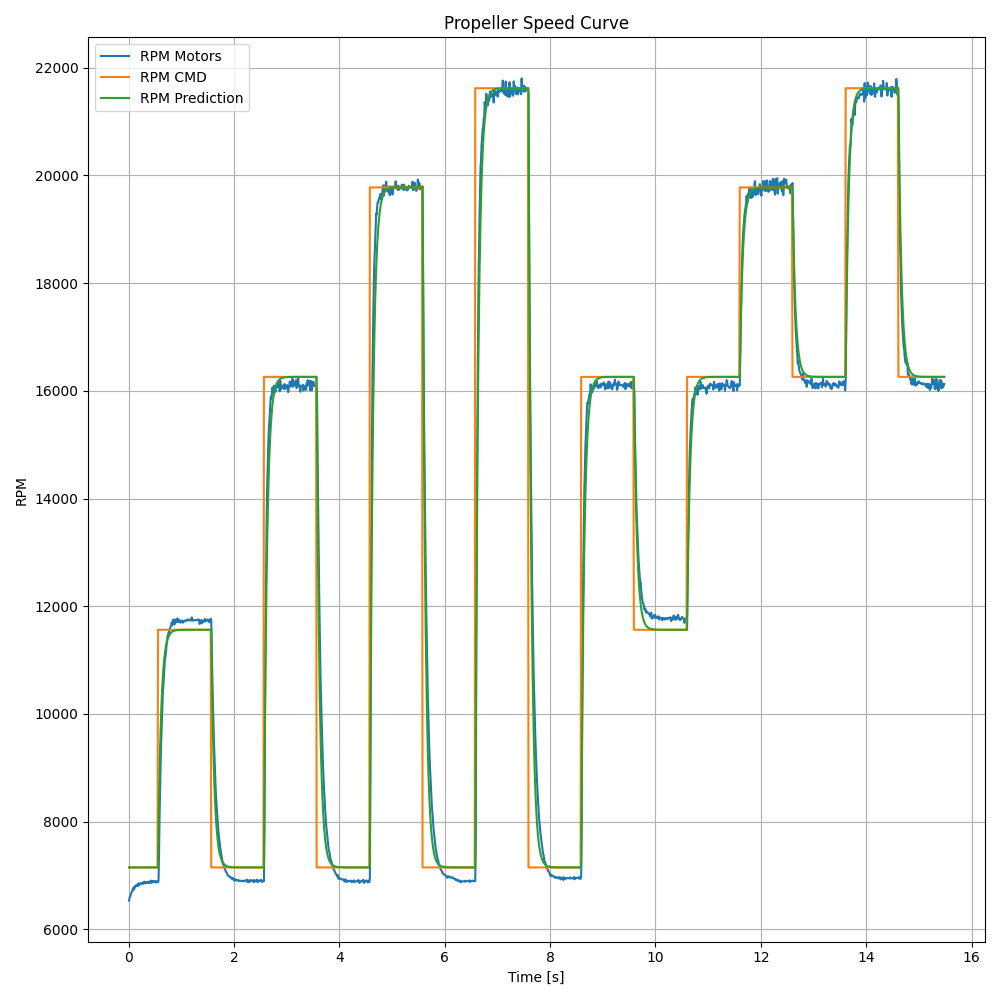 Propeller Speed Curve
RPM Motors
RPM CMD
RPM Prediction
22000
20000
18000
16000
14000
12000
10000
8000
6000
RPM
0 2 4 6 8 10 12 14 16
Time [s]